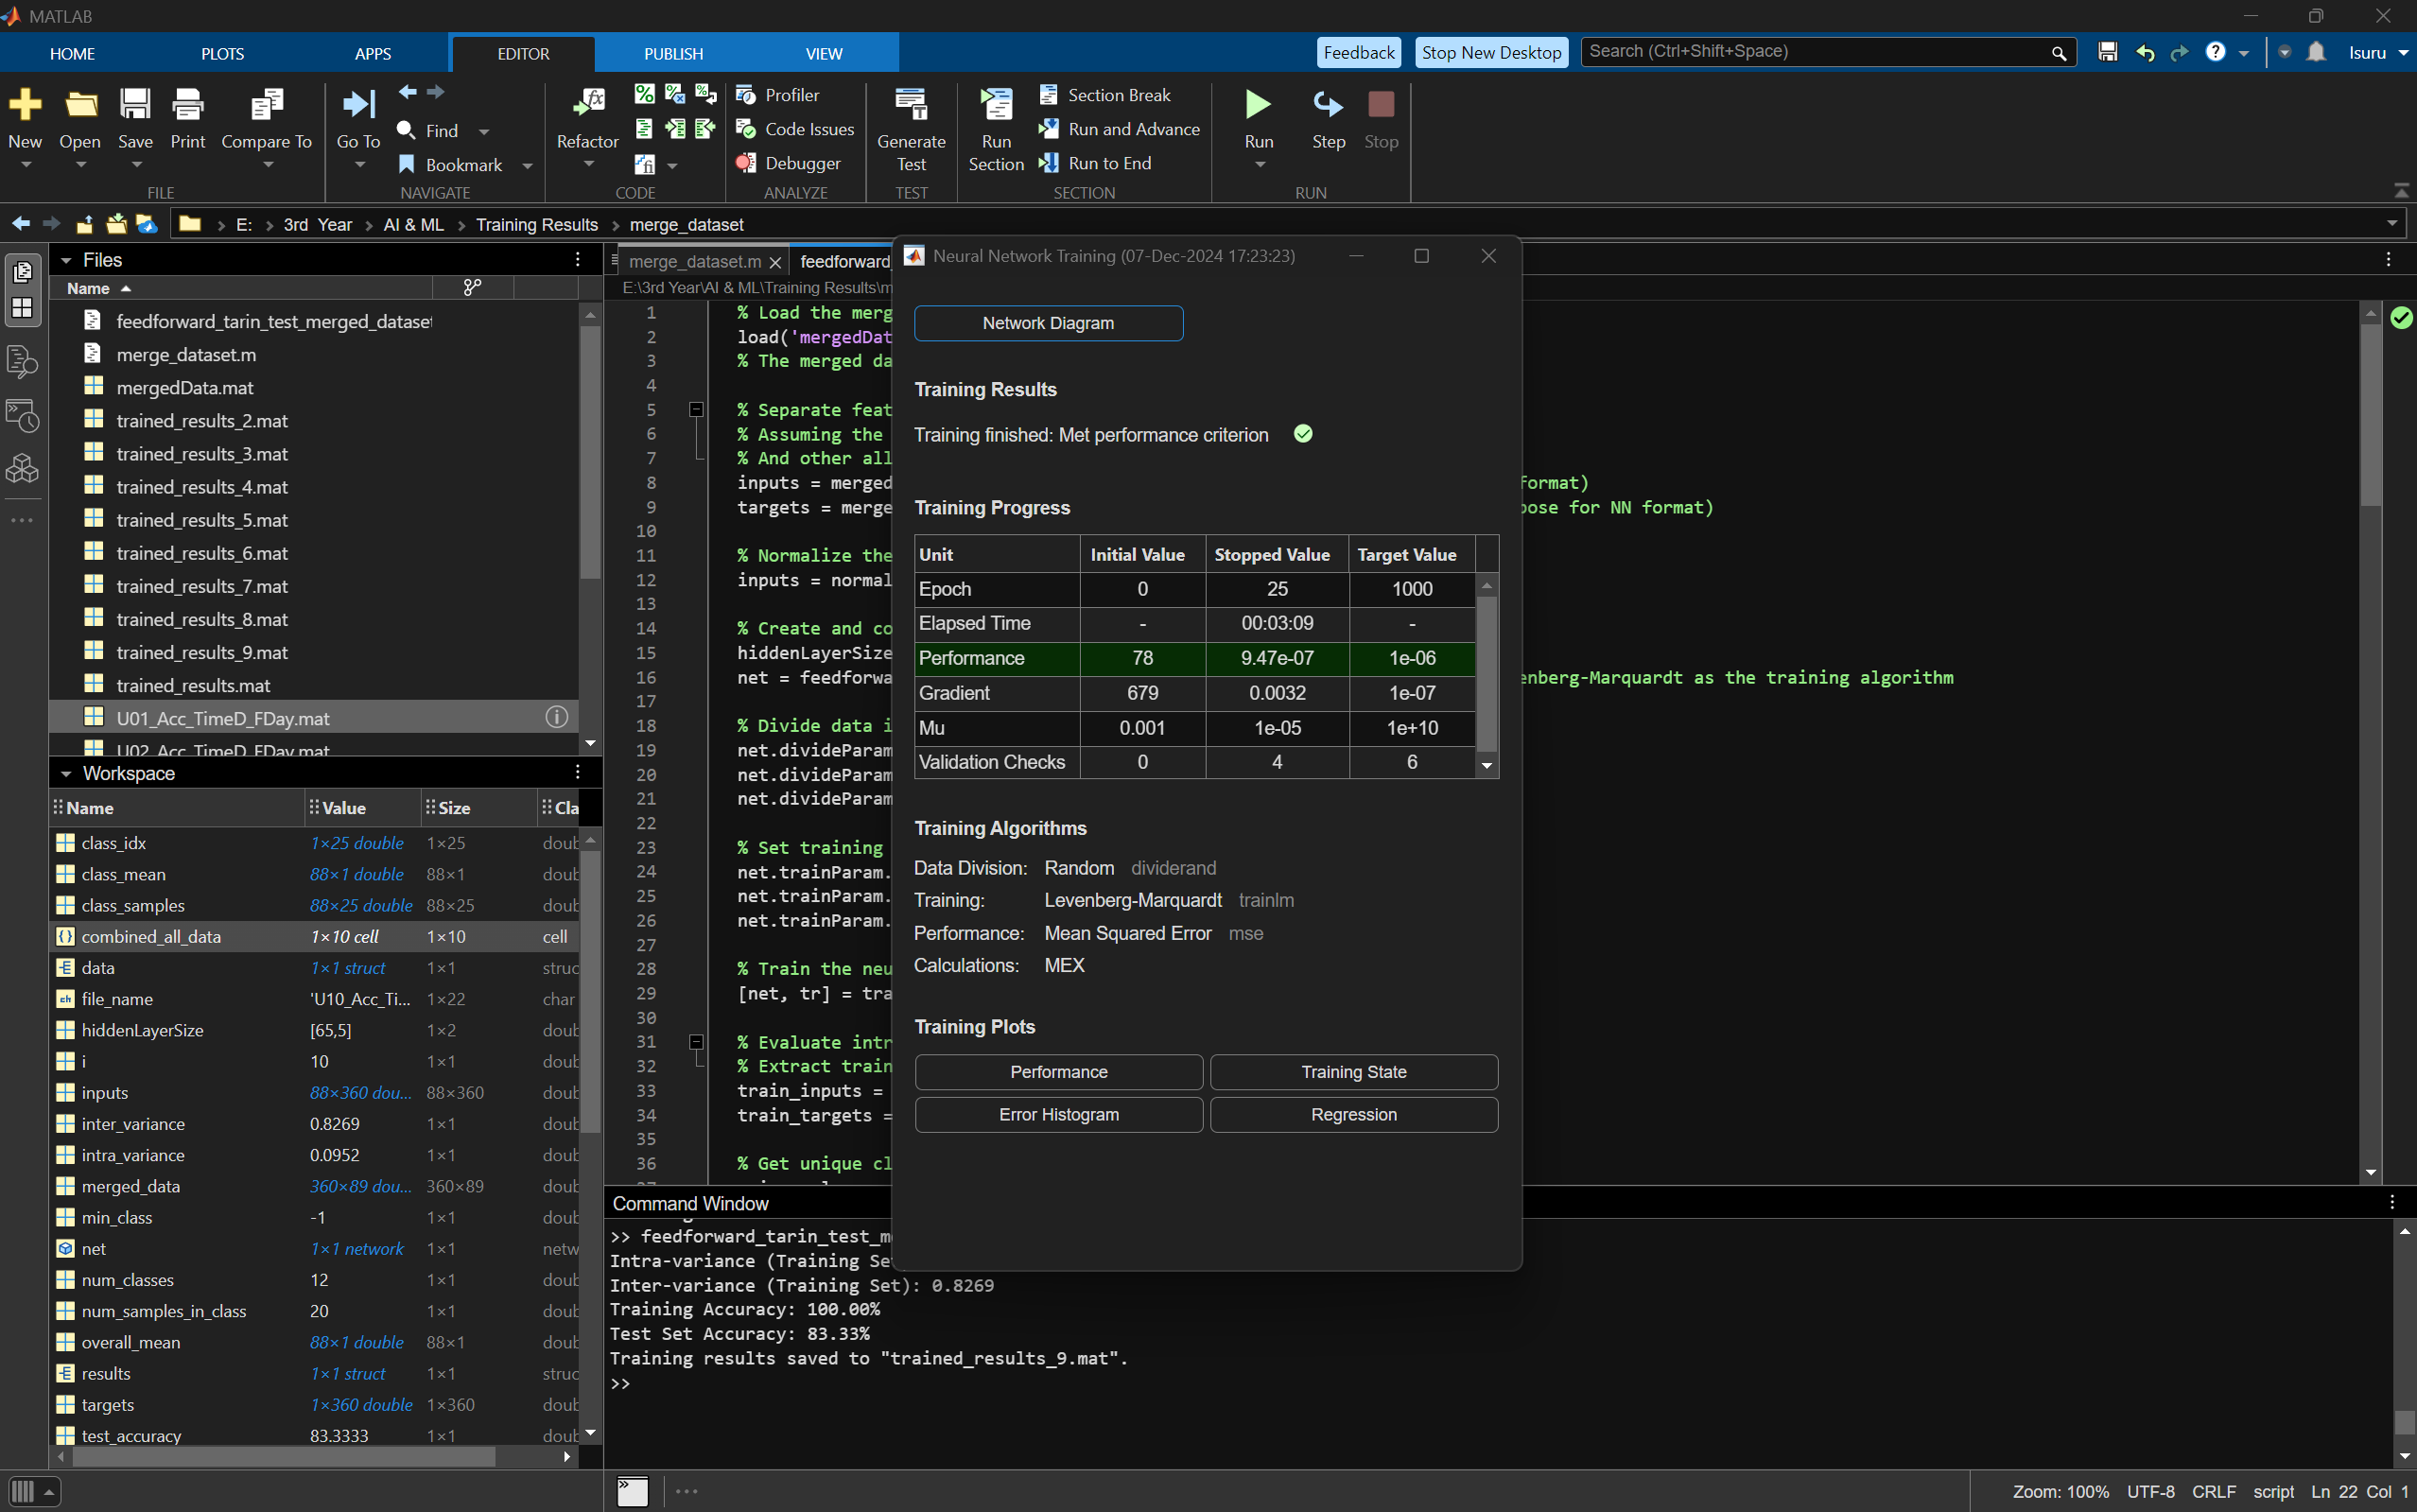 MATLAB
HOME PLOTS APPS EDITOR PUBLISH VIEW Feedback Stop New Desktop Search (Ctrl+Shift+Space) Isuru
New Open Save Print Compare To
FILE
Go To Find Bookmark
NAVIGATE
Refactor
CODE
Profiler
Code Issues
Debugger
ANALYZE
Generate Test
TEST
Run Section
Section Break
Run and Advance
Run to End
SECTION
Run Step Stop
RUN
E: 3rd Year AI & ML Training Results merge_dataset
Files
Name
feedforward_tarin_test_merged_dataset
merge_dataset.m
mergedData.mat
trained_results_2.mat
trained_results_3.mat
trained_results_4.mat
trained_results_5.mat
trained_results_6.mat
trained_results_7.mat
trained_results_8.mat
trained_results_9.mat
trained_results.mat
U01_Acc_TimeD_FDay.mat
U02_Acc_TimeD_FDay.mat
Workspace
Name Value Size Cla
class_idx 1×25 double 1×25 doub
class_mean 88×1 double 88×1 doub
class_samples 88×25 double 88×25 doub
combined_all_data 1×10 cell 1×10 cell
data 1×1 struct 1×1 struc
file_name 'U10_Acc_Ti... 1×22 char
hiddenLayerSize [65,5] 1×2 doub
i 10 1×1 doub
inputs 88×360 dou... 88×360 doub
inter_variance 0.8269 1×1 doub
intra_variance 0.0952 1×1 doub
merged_data 360×89 dou... 360×89 doub
min_class -1 1×1 doub
net 1×1 network 1×1 netw
num_classes 12 1×1 doub
num_samples_in_class 20 1×1 doub
overall_mean 88×1 double 88×1 doub
results 1×1 struct 1×1 struc
targets 1×360 double 1×360 doub
test_accuracy 83.3333 1×1 doub
merge_dataset.m feedforward
E:\3rd Year\AI & ML\Training Results\m
1 % Load the merg
2 load('mergedDat
3 % The merged da
4
5 % Separate feat
6 % Assuming the
7 % And other all
8 inputs = merged format)
9 targets = merge pose for NN format)
10
11 % Normalize the
12 inputs = normal
13
14 % Create and co
15 hiddenLayerSize
16 net = feedforwa nberg-Marquardt as the training algorithm
17
18 % Divide data i
19 net.divideParam
20 net.divideParam
21 net.divideParam
22
23 % Set training
24 net.trainParam.
25 net.trainParam.
26 net.trainParam.
27
28 % Train the neu
29 [net, tr] = tra
30
31 % Evaluate intr
32 % Extract train
33 train_inputs =
34 train_targets =
35
36 % Get unique cl
Neural Network Training (07-Dec-2024 17:23:23)
Network Diagram
Training Results
Training finished: Met performance criterion
Training Progress
Unit Initial Value Stopped Value Target Value
Epoch 0 25 1000
Elapsed Time - 00:03:09 -
Performance 78 9.47e-07 1e-06
Gradient 679 0.0032 1e-07
Mu 0.001 1e-05 1e+10
Validation Checks 0 4 6
Training Algorithms
Data Division: Random dividerand
Training: Levenberg-Marquardt trainlm
Performance: Mean Squared Error mse
Calculations: MEX
Training Plots
Performance Training State
Error Histogram Regression
Command Window
>> feedforward_tarin_test_m
Intra-variance (Training Set
Inter-variance (Training Set): 0.8269
Training Accuracy: 100.00%
Test Set Accuracy: 83.33%
Training results saved to "trained_results_9.mat".
>>
Zoom: 100% UTF-8 CRLF script Ln 22 Col 1